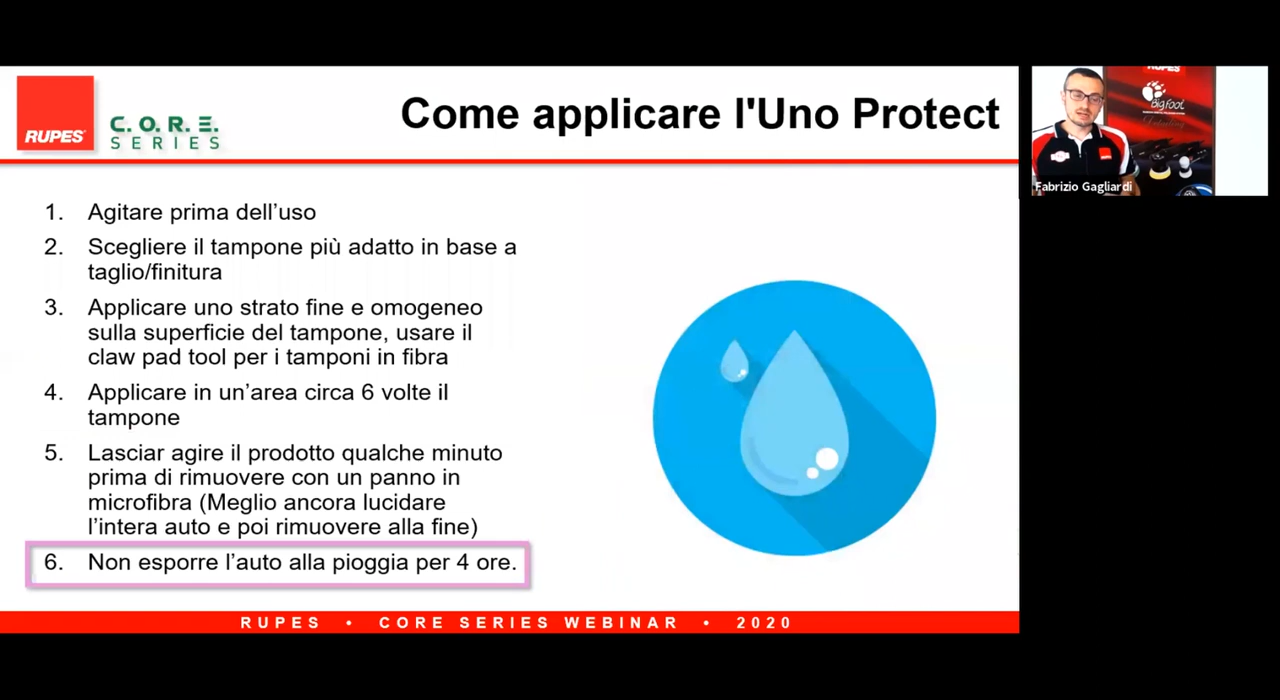 RUPES
C.O.R.E.
SERIES
Come applicare l'Uno Protect
1. Agitare prima dell’uso
2. Scegliere il tampone più adatto in base a
taglio/finitura
3. Applicare uno strato fine e omogeneo
sulla superficie del tampone, usare il
claw pad tool per i tamponi in fibra
4. Applicare in un’area circa 6 volte il
tampone
5. Lasciar agire il prodotto qualche minuto
prima di rimuovere con un panno in
microfibra (Meglio ancora lucidare
l’intera auto e poi rimuovere alla fine)
6. Non esporre l’auto alla pioggia per 4 ore.
RUPES • CORE SERIES WEBINAR • 2020
RUPES
Bigfoot
Fabrizio Gagliardi